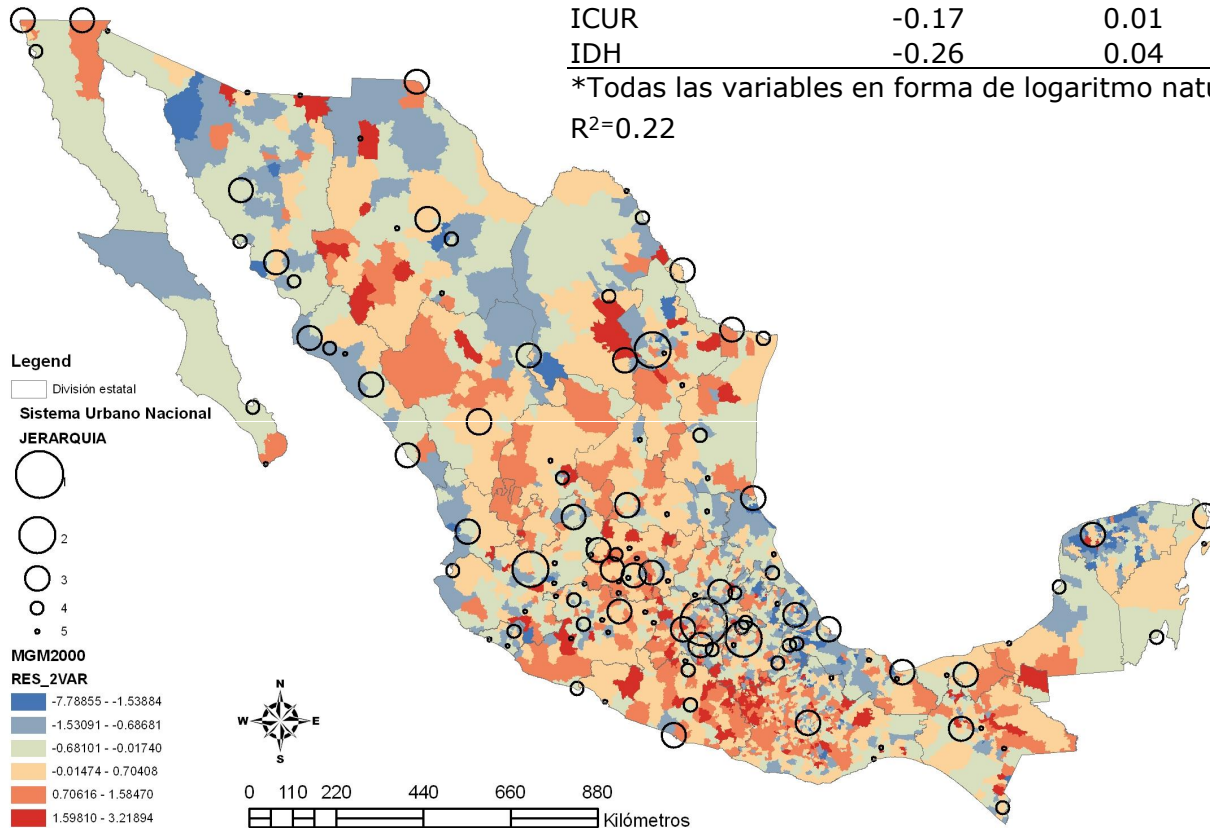 ICUR -0.17 0.01
IDH -0.26 0.04
*Todas las variables en forma de logaritmo natu
R²=0.22
Legend
División estatal
Sistema Urbano Nacional
JERARQUIA
1
2
3
4
5
MGM2000
RES_2VAR
-7.78855 - -1.53884
-1.53091 - -0.68681
-0.68101 - -0.01740
-0.01474 - 0.70408
0.70616 - 1.58470
1.59810 - 3.21894
N
W E
S
0 110 220 440 660 880
Kilómetros